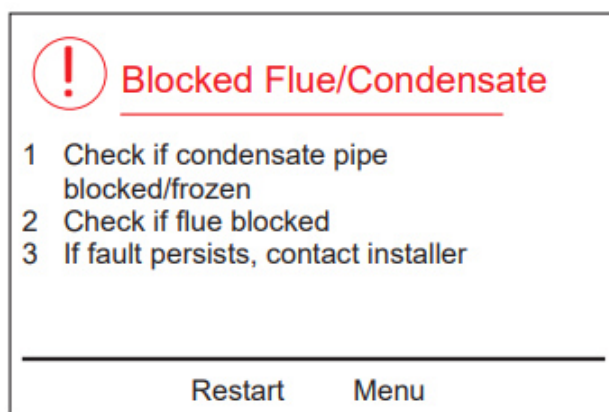 ! Blocked Flue/Condensate
1 Check if condensate pipe
blocked/frozen
2 Check if flue blocked
3 If fault persists, contact installer
Restart Menu